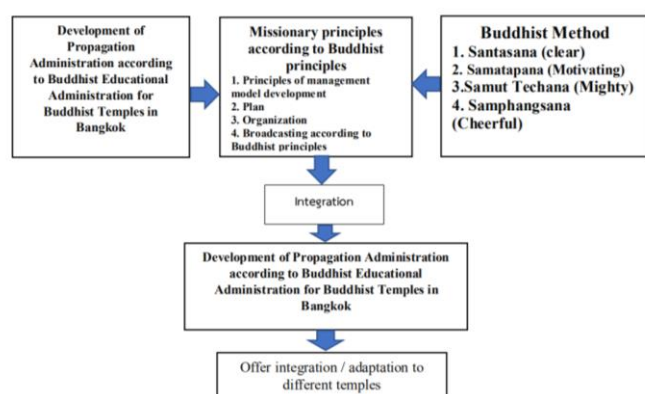 Development of
Propagation
Administration according
to Buddhist Educational
Administration for
Buddhist Temples in
Bangkok
Missionary principles
according to Buddhist
principles
1. Principles of management
model development
2. Plan
3. Organization
4. Broadcasting according to
Buddhist principles
Buddhist Method
1. Santasana (clear)
2. Samatapana (Motivating)
3.Samut Techana (Mighty)
4. Samphangsana
(Cheerful)
Integration
Development of Propagation Administration
according to Buddhist Educational
Administration for Buddhist Temples in
Bangkok
Offer integration / adaptation to
different temples